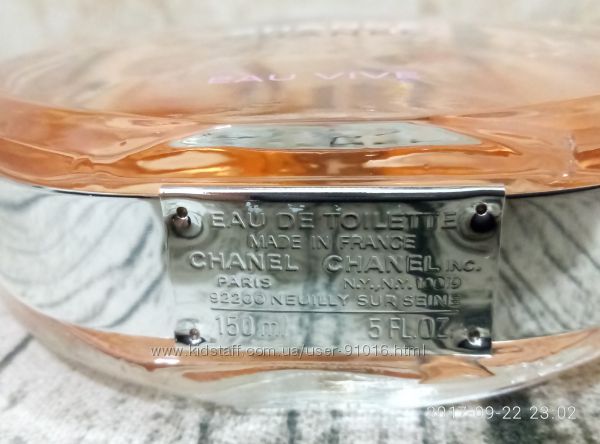 EAU VIVE
EAU DE TOILETTE
MADE IN FRANCE
CHANEL CHANEL INC.
PARIS N.Y., N.Y. 10019
92200 NEUILLY SUR SEINE
150 ml 5 FL.OZ
www.kidstaff.com.ua/user-91016.html
2017-09-22 23:02